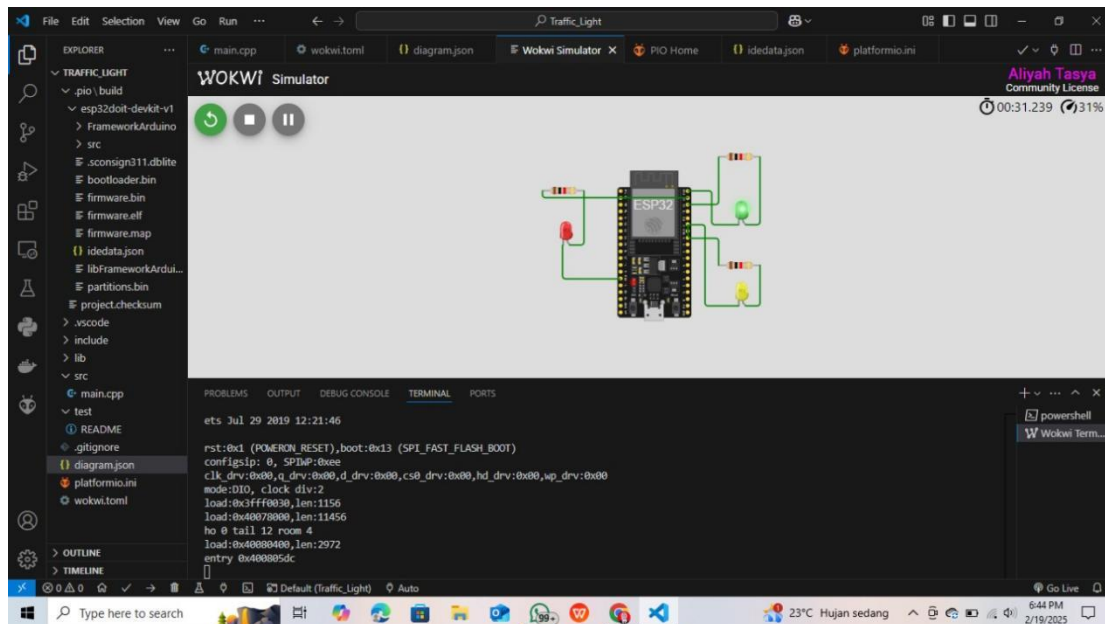 File Edit Selection View Go Run ...
Traffic_Light
EXPLORER
main.cpp
wokwi.toml
diagram.json
Wokwi Simulator
PIO Home
idedata.json
platformio.ini
TRAFFIC_LIGHT
.pio \ build
esp32doit-devkit-v1
FrameworkArduino
src
.sconsign311.dblite
bootloader.bin
firmware.bin
firmware.elf
firmware.map
idedata.json
libFrameworkArdui...
partitions.bin
project.checksum
.vscode
include
lib
src
main.cpp
test
README
.gitignore
diagram.json
platformio.ini
wokwi.toml
OUTLINE
TIMELINE
WOKWI Simulator
Aliyah Tasya
Community License
00:31.239 31%
ESP32
PROBLEMS OUTPUT DEBUG CONSOLE TERMINAL PORTS
powershell
Wokwi Term...
ets Jul 29 2019 12:21:46
rst:0x1 (POWERON_RESET),boot:0x13 (SPI_FAST_FLASH_BOOT)
configsip: 0, SPIWP:0xee
clk_drv:0x00,q_drv:0x00,d_drv:0x00,cs0_drv:0x00,hd_drv:0x00,wp_drv:0x00
mode:DIO, clock div:2
load:0x3fff0030,len:1156
load:0x40078000,len:11456
ho 0 tail 12 room 4
load:0x40080400,len:2972
entry 0x400805dc
0 0 0 Default (Traffic_Light) Auto Go Live
Type here to search
99+
23°C Hujan sedang
6:44 PM
2/19/2025